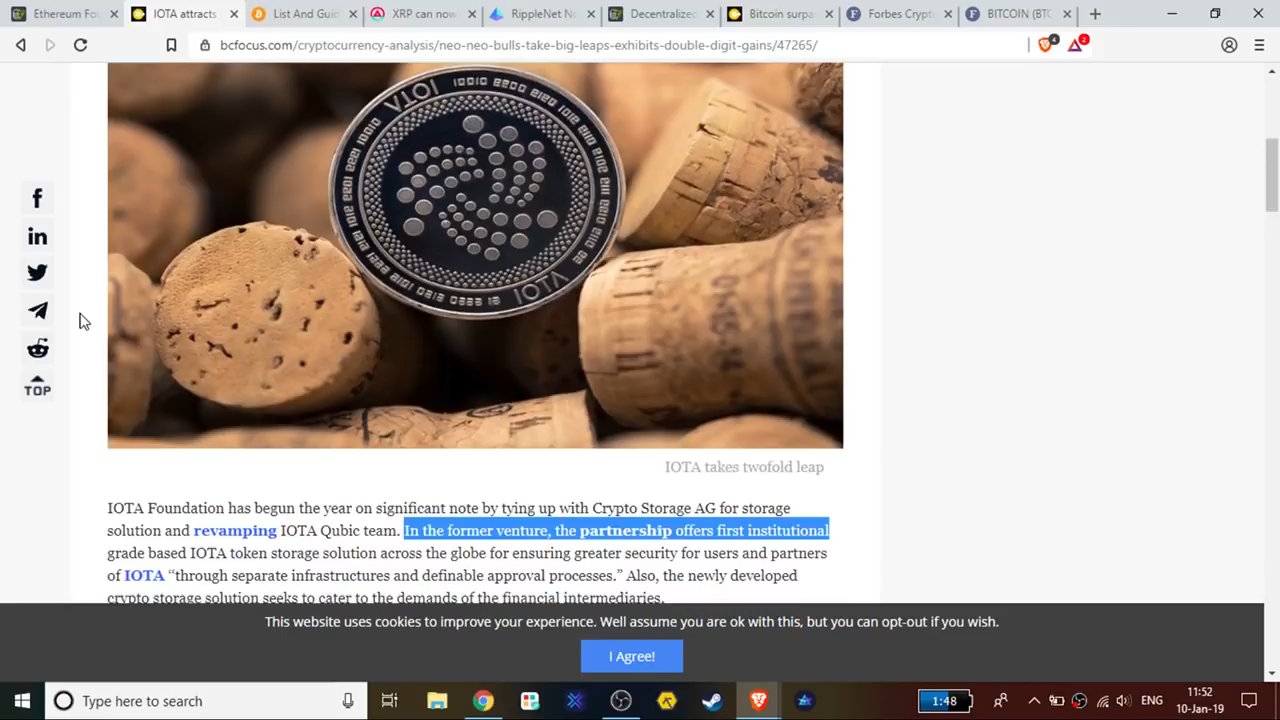 Ethereum Fo
IOTA attracts
List And Guid
XRP can now
RippleNet Ne
Decentralized
Bitcoin surpa
Forbes Crypt
BITCOIN (BTC
bcfocus.com/cryptocurrency-analysis/neo-neo-bulls-take-big-leaps-exhibits-double-digit-gains/47265/
4
2
IOTA
IOTA
TOP
IOTA takes twofold leap
IOTA Foundation has begun the year on significant note by tying up with Crypto Storage AG for storage
solution and revamping IOTA Qubic team. In the former venture, the partnership offers first institutional
grade based IOTA token storage solution across the globe for ensuring greater security for users and partners
of IOTA “through separate infrastructures and definable approval processes.” Also, the newly developed
crypto storage solution seeks to cater to the demands of the financial intermediaries.
This website uses cookies to improve your experience. Well assume you are ok with this, but you can opt-out if you wish.
I Agree!
Type here to search
1:48
ENG
11:52
10-Jan-19